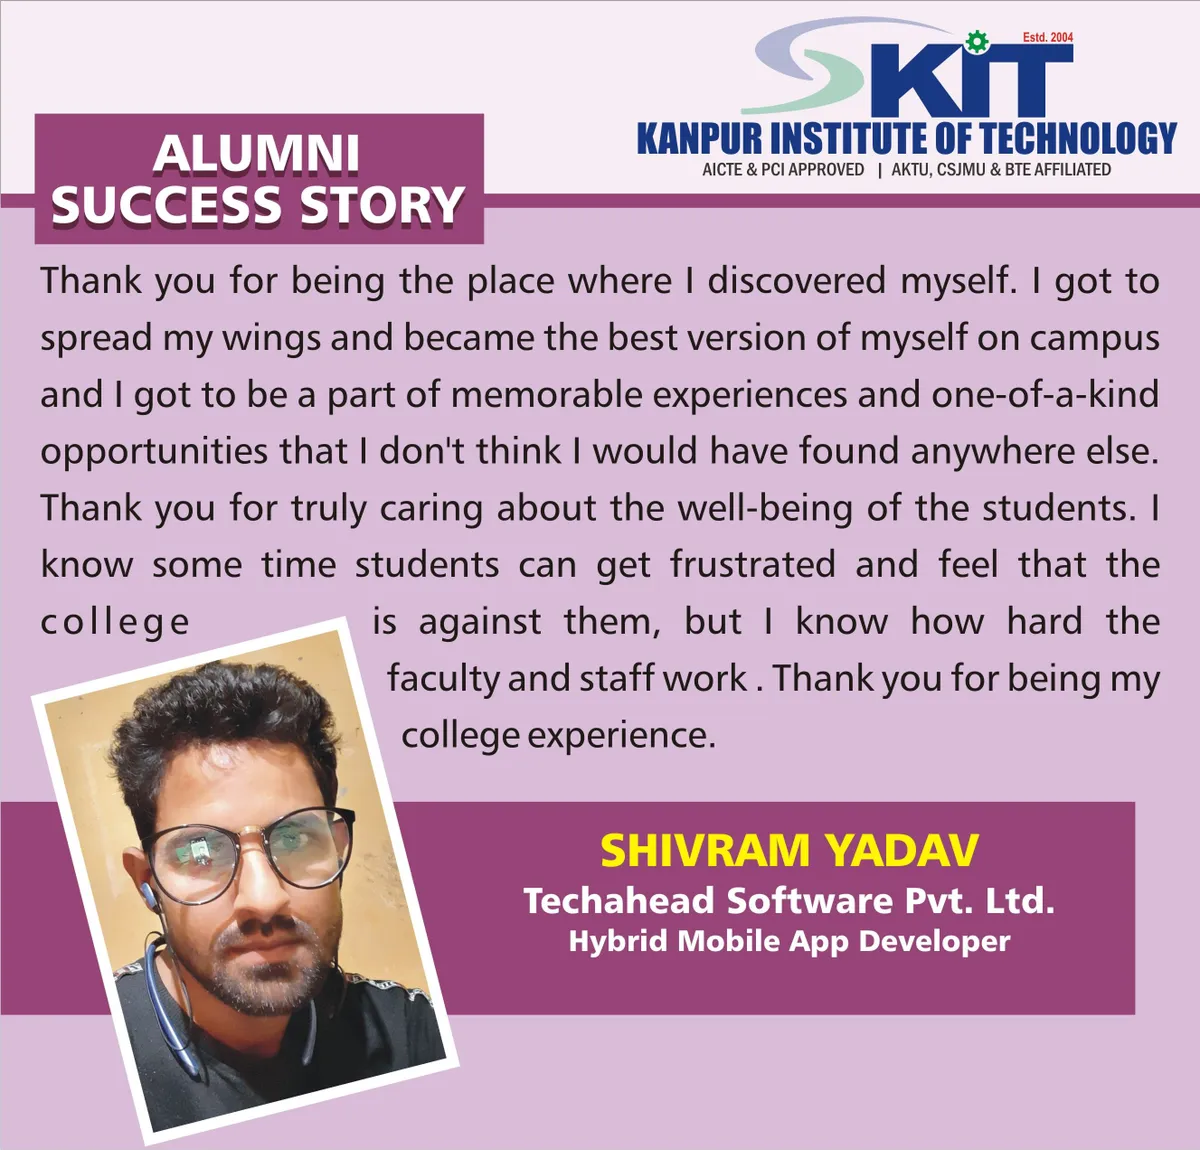 Estd. 2004
KIT
KANPUR INSTITUTE OF TECHNOLOGY
AICTE & PCI APPROVED | AKTU, CSJMU & BTE AFFILIATED
ALUMNI
SUCCESS STORY
Thank you for being the place where I discovered myself. I got to
spread my wings and became the best version of myself on campus
and I got to be a part of memorable experiences and one-of-a-kind
opportunities that I don't think I would have found anywhere else.
Thank you for truly caring about the well-being of the students. I
know some time students can get frustrated and feel that the
college is against them, but I know how hard the
faculty and staff work . Thank you for being my
college experience.
SHIVRAM YADAV
Techahead Software Pvt. Ltd.
Hybrid Mobile App Developer